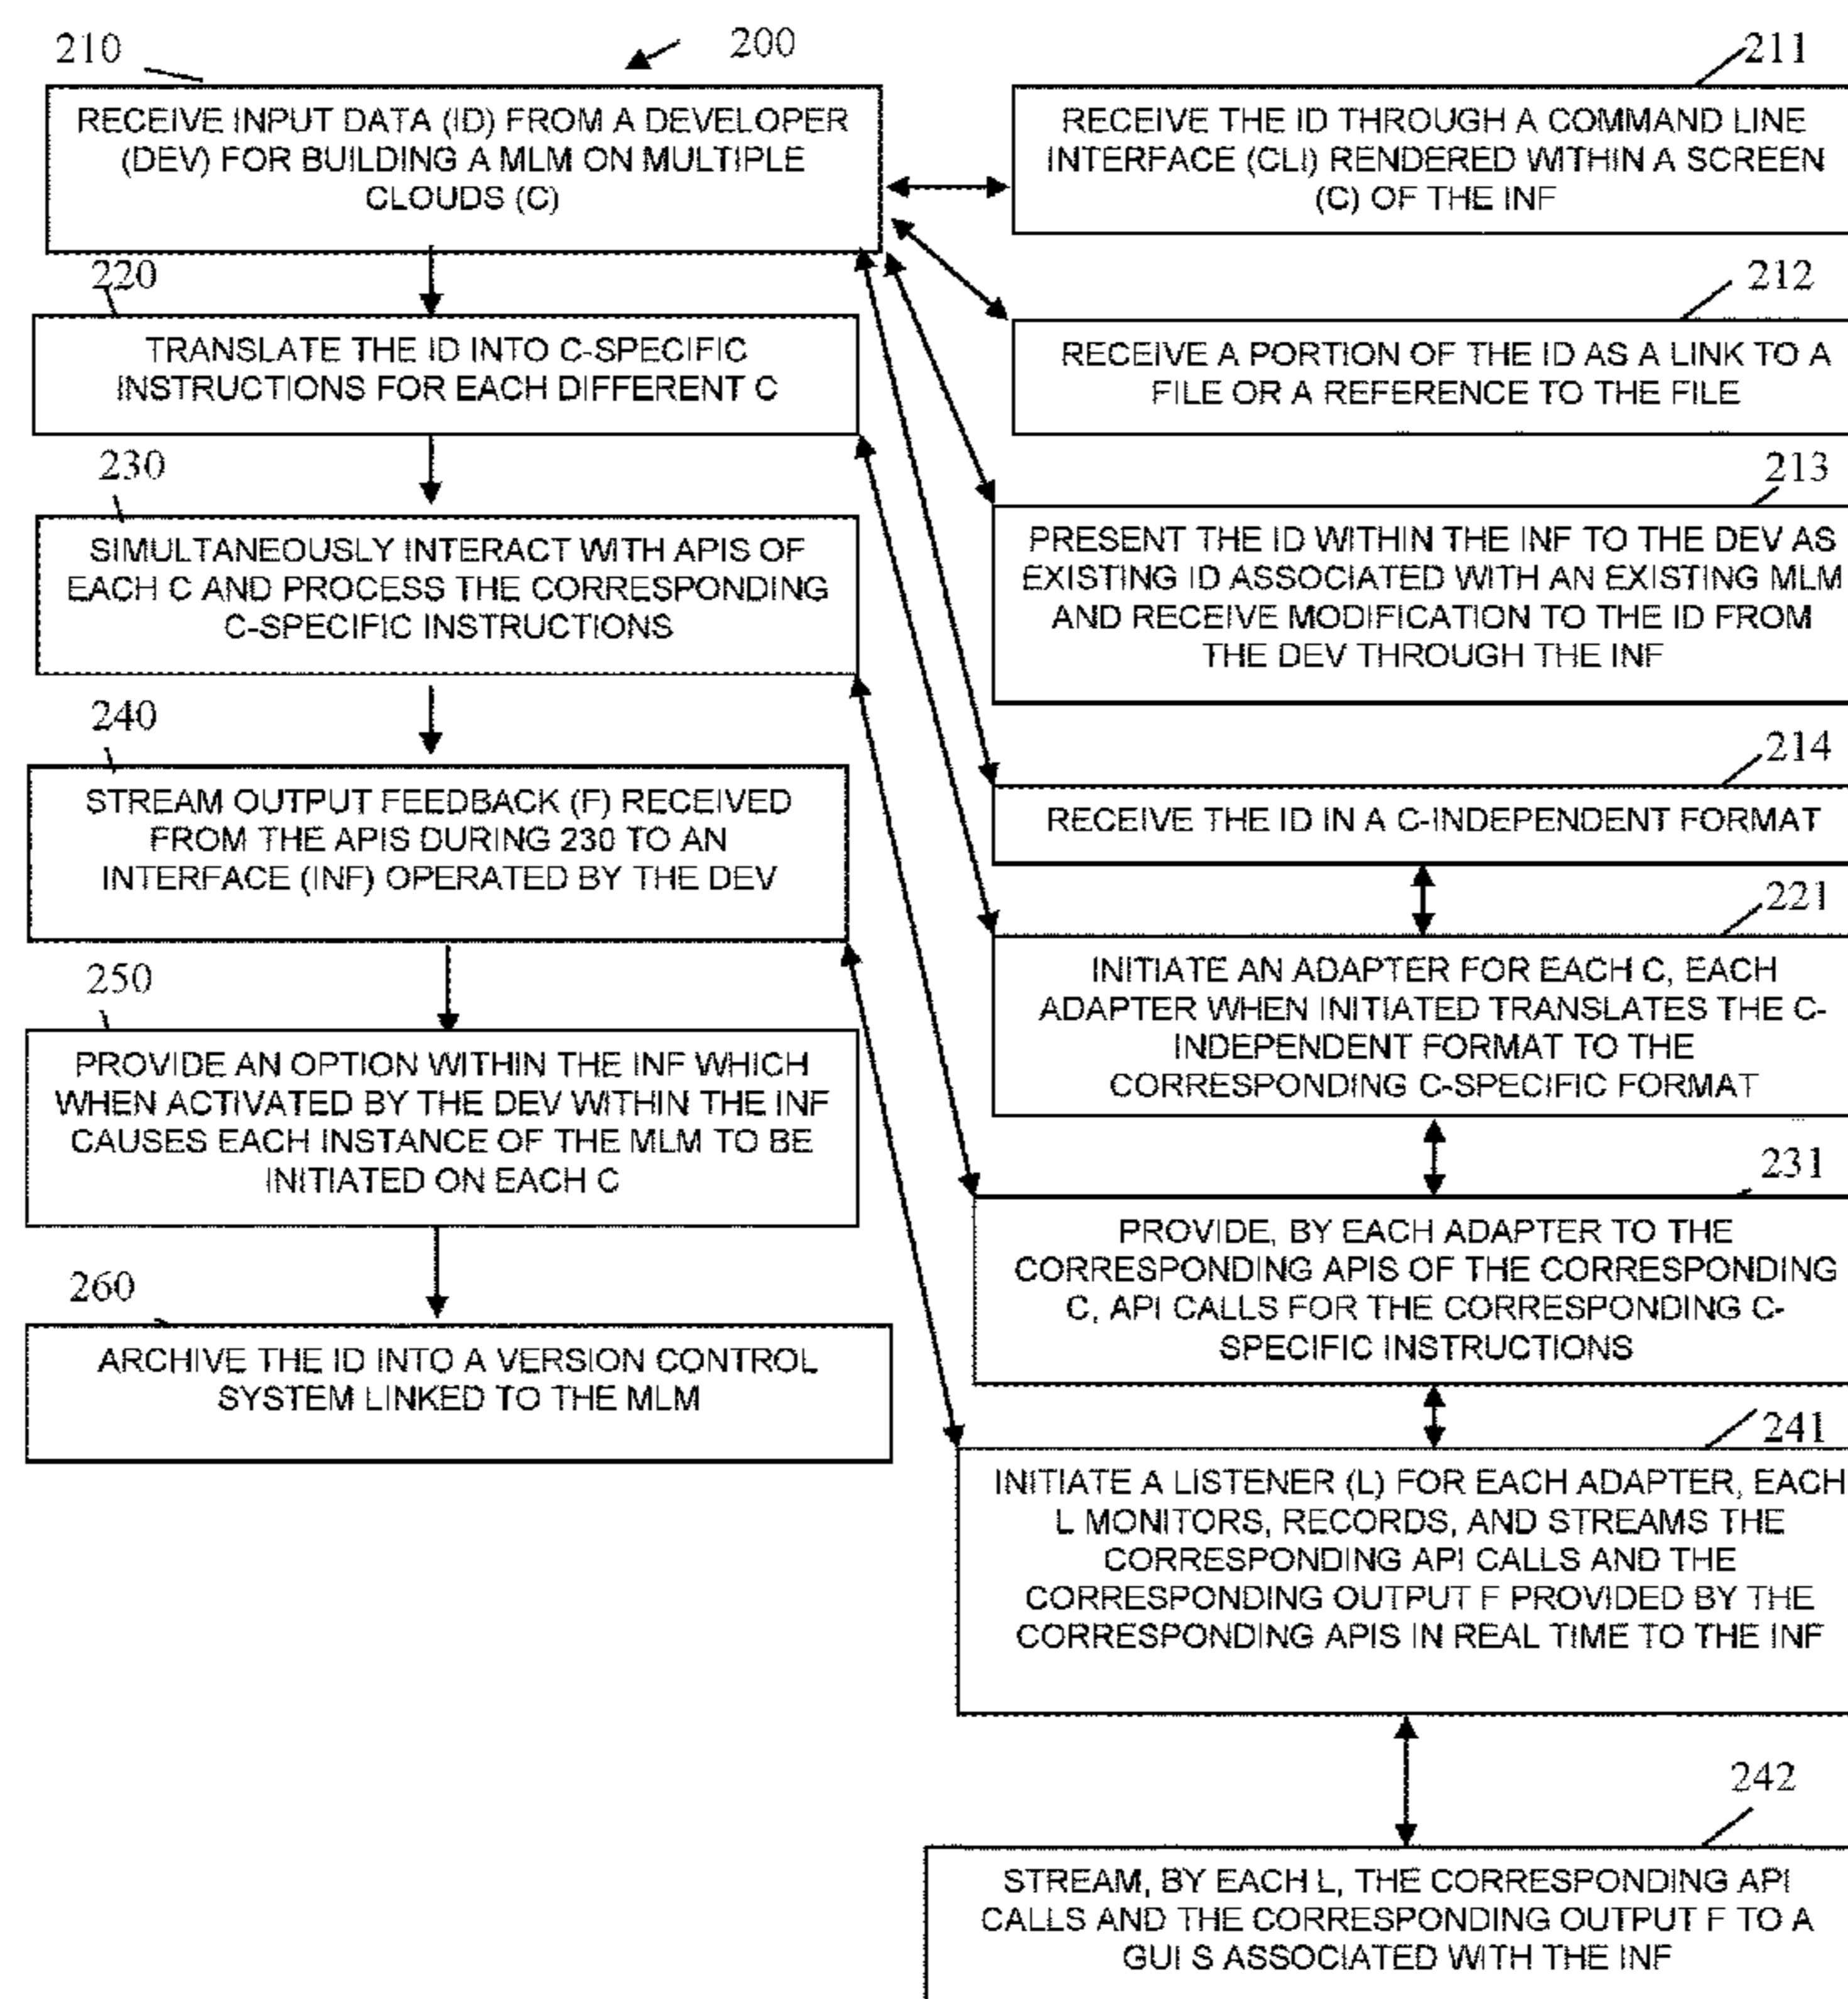 200
210
RECEIVE INPUT DATA (ID) FROM A DEVELOPER
(DEV) FOR BUILDING A MLM ON MULTIPLE
CLOUDS (C)
220
TRANSLATE THE ID INTO C-SPECIFIC
INSTRUCTIONS FOR EACH DIFFERENT C
230
SIMULTANEOUSLY INTERACT WITH APIS OF
EACH C AND PROCESS THE CORRESPONDING
C-SPECIFIC INSTRUCTIONS
240
STREAM OUTPUT FEEDBACK (F) RECEIVED
FROM THE APIS DURING 230 TO AN
INTERFACE (INF) OPERATED BY THE DEV
250
PROVIDE AN OPTION WITHIN THE INF WHICH
WHEN ACTIVATED BY THE DEV WITHIN THE INF
CAUSES EACH INSTANCE OF THE MLM TO BE
INITIATED ON EACH C
260
ARCHIVE THE ID INTO A VERSION CONTROL
SYSTEM LINKED TO THE MLM
211
RECEIVE THE ID THROUGH A COMMAND LINE
INTERFACE (CLI) RENDERED WITHIN A SCREEN
(C) OF THE INF
212
RECEIVE A PORTION OF THE ID AS A LINK TO A
FILE OR A REFERENCE TO THE FILE
213
PRESENT THE ID WITHIN THE INF TO THE DEV AS
EXISTING ID ASSOCIATED WITH AN EXISTING MLM
AND RECEIVE MODIFICATION TO THE ID FROM
THE DEV THROUGH THE INF
214
RECEIVE THE ID IN A C-INDEPENDENT FORMAT
221
INITIATE AN ADAPTER FOR EACH C, EACH
ADAPTER WHEN INITIATED TRANSLATES THE C-
INDEPENDENT FORMAT TO THE
CORRESPONDING C-SPECIFIC FORMAT
231
PROVIDE, BY EACH ADAPTER TO THE
CORRESPONDING APIS OF THE CORRESPONDING
C, API CALLS FOR THE CORRESPONDING C-
SPECIFIC INSTRUCTIONS
241
INITIATE A LISTENER (L) FOR EACH ADAPTER, EACH
L MONITORS, RECORDS, AND STREAMS THE
CORRESPONDING API CALLS AND THE
CORRESPONDING OUTPUT F PROVIDED BY THE
CORRESPONDING APIS IN REAL TIME TO THE INF
242
STREAM, BY EACH L, THE CORRESPONDING API
CALLS AND THE CORRESPONDING OUTPUT F TO A
GUI S ASSOCIATED WITH THE INF